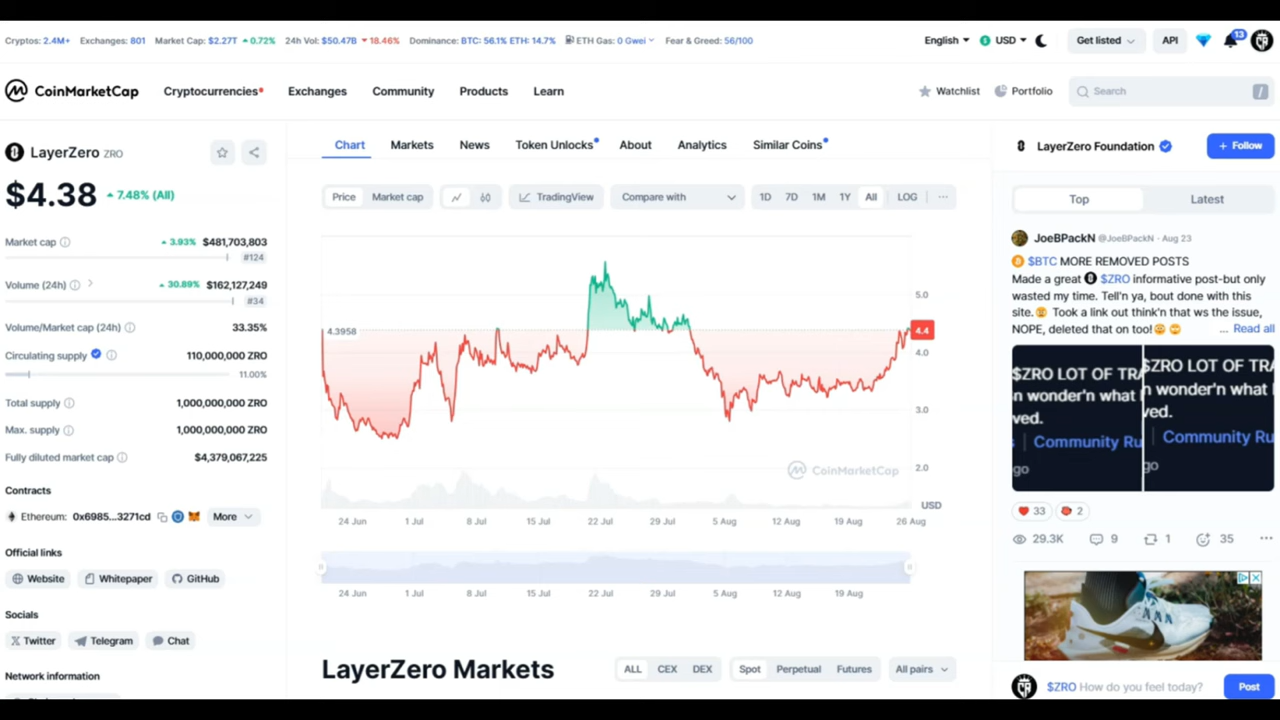 Cryptos: 2.4M+ Exchanges: 801 Market Cap: $2.27T 0.72% 24h Vol: $50.47B 18.46% Dominance: BTC: 56.1% ETH: 14.7% ETH Gas: 0 Gwei Fear & Greed: 56/100
English USD Get listed API 13
CoinMarketCap Cryptocurrencies Exchanges Community Products Learn
Watchlist Portfolio Search /
LayerZero ZRO
$4.38 7.48% (All)
Market cap 3.93% $481,703,803
#124
Volume (24h) 30.89% $162,127,249
#34
Volume/Market cap (24h) 33.35%
Circulating supply 110,000,000 ZRO
11.00%
Total supply 1,000,000,000 ZRO
Max. supply 1,000,000,000 ZRO
Fully diluted market cap $4,379,067,225
Contracts
Ethereum: 0x6985...3271cd More
Official links
Website Whitepaper GitHub
Socials
Twitter Telegram Chat
Network information
Chart Markets News Token Unlocks About Analytics Similar Coins
Price Market cap TradingView Compare with 1D 7D 1M 1Y All LOG ...
5.0
4.3958
4.4
4.0
3.0
2.0
CoinMarketCap
USD
24 Jun 1 Jul 8 Jul 15 Jul 22 Jul 29 Jul 5 Aug 12 Aug 19 Aug 26 Aug
24 Jun 1 Jul 8 Jul 15 Jul 22 Jul 29 Jul 5 Aug 12 Aug 19 Aug
LayerZero Markets ALL CEX DEX Spot Perpetual Futures All pairs
LayerZero Foundation + Follow
Top Latest
JoeBPackN @JoeBPackN · Aug 23
$BTC MORE REMOVED POSTS
Made a great $ZRO informative post-but only
wasted my time. Tell'n ya, bout done with this
site. Took a link out think'n that ws the issue,
NOPE, deleted that on too! ... Read all
$ZRO LOT OF TRA
n wonder'n what
ved.
Community Ru
go
$ZRO LOT OF TRA
n wonder'n what I
ved.
Community Ru
go
33 2
29.3K 9 1 35 ...
$ZRO How do you feel today? Post